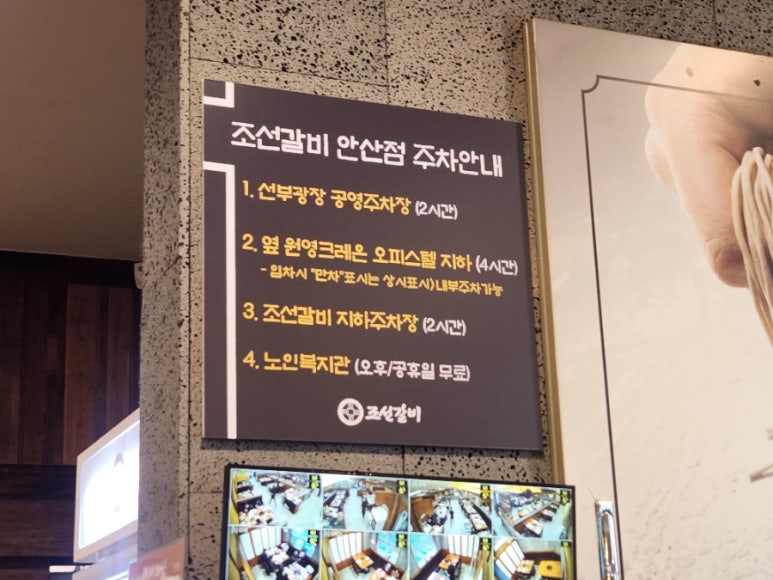 조선갈비 안산점 주차안내
1. 선부광장 공영주차장 (2시간)
2. 옆 원영크레온 오피스텔 지하 (4시간)
- 입차시 "만차"표시는 상시표시>내부주차가능
3. 조선갈비 지하주차장 (2시간)
4. 노인복지관 (오후/공휴일 무료)
조선갈비